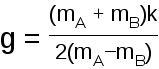 g = (m_A + m_B)k / 2(m_A−m_B)